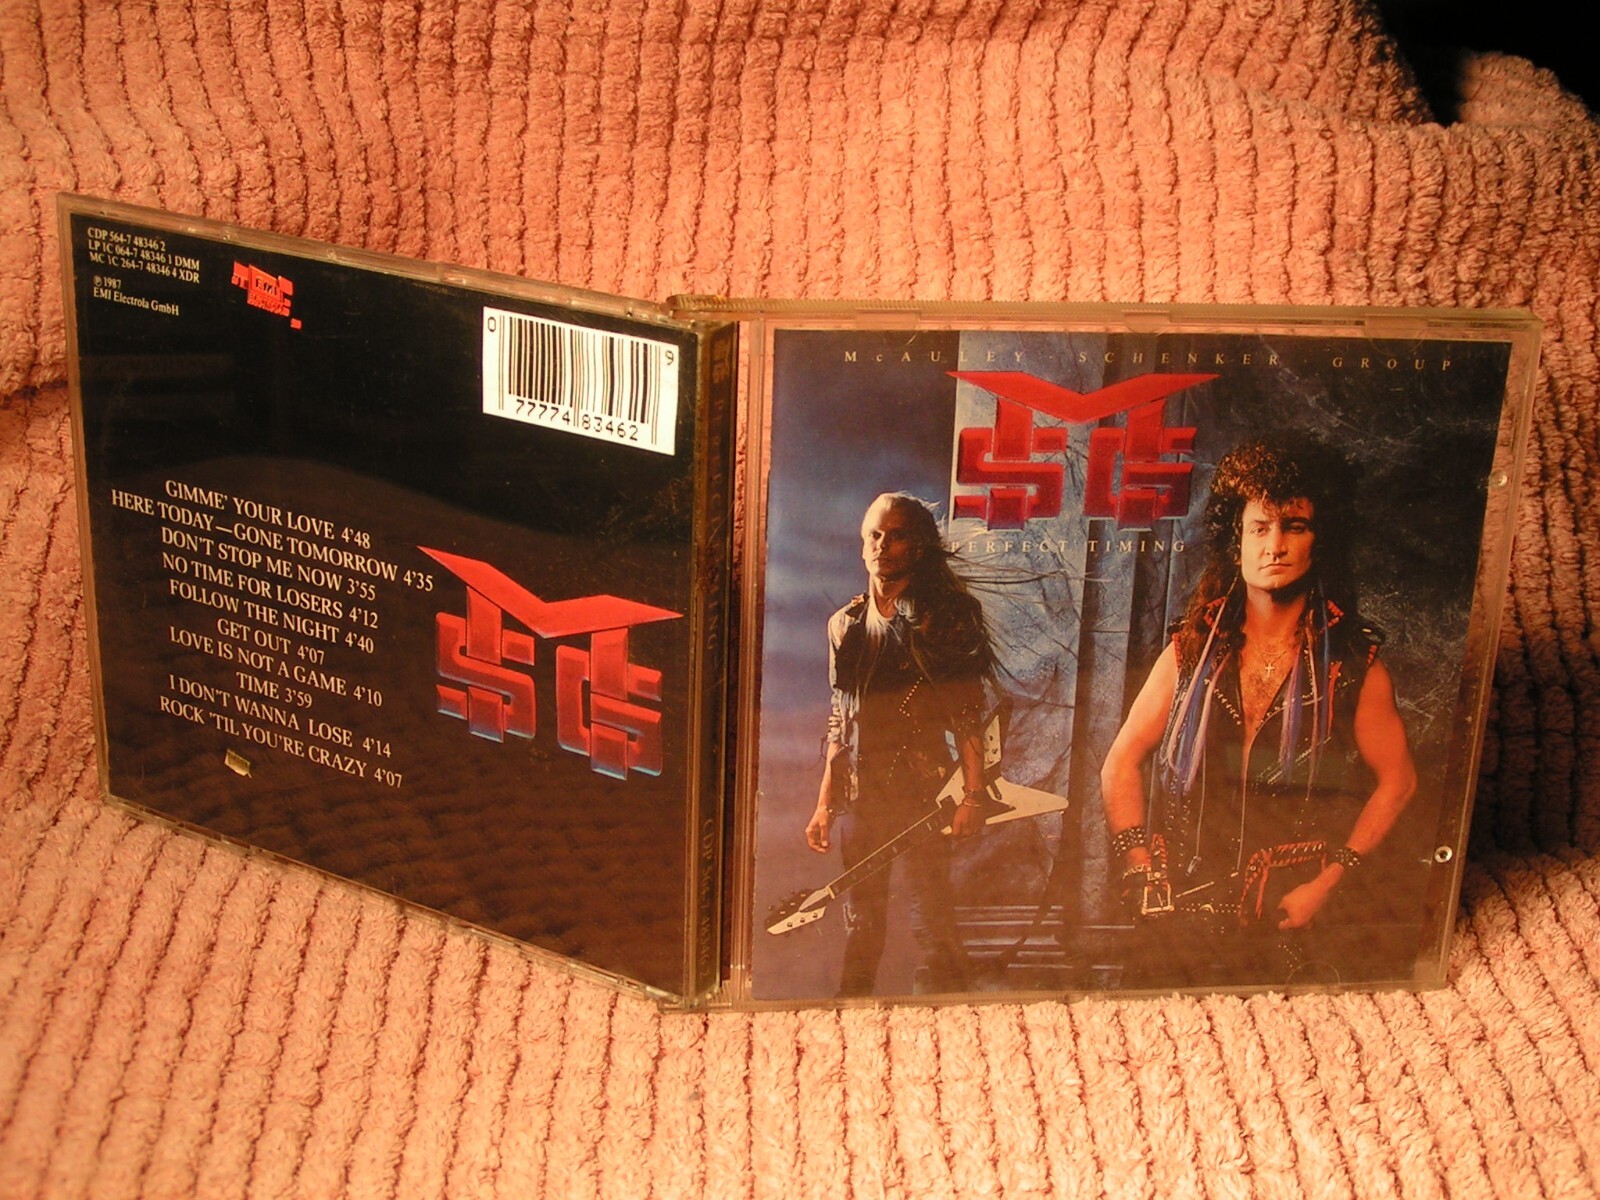 CDP 564-7 48346 2
LP 1C 064-7 48346 1 DMM
MC 1C 264-7 48346 4 XDR
℗ 1987
EMI Electrola GmbH
EMI
0
9
77774 83462
GIMME' YOUR LOVE 4'48
HERE TODAY—GONE TOMORROW 4'35
DON'T STOP ME NOW 3'55
NO TIME FOR LOSERS 4'12
FOLLOW THE NIGHT 4'40
GET OUT 4'07
LOVE IS NOT A GAME 4'10
TIME 3'59
I DON'T WANNA LOSE 4'14
ROCK 'TIL YOU'RE CRAZY 4'07
MSG
McAULEY SCHENKER GROUP
MSG
PERFECT TIMING